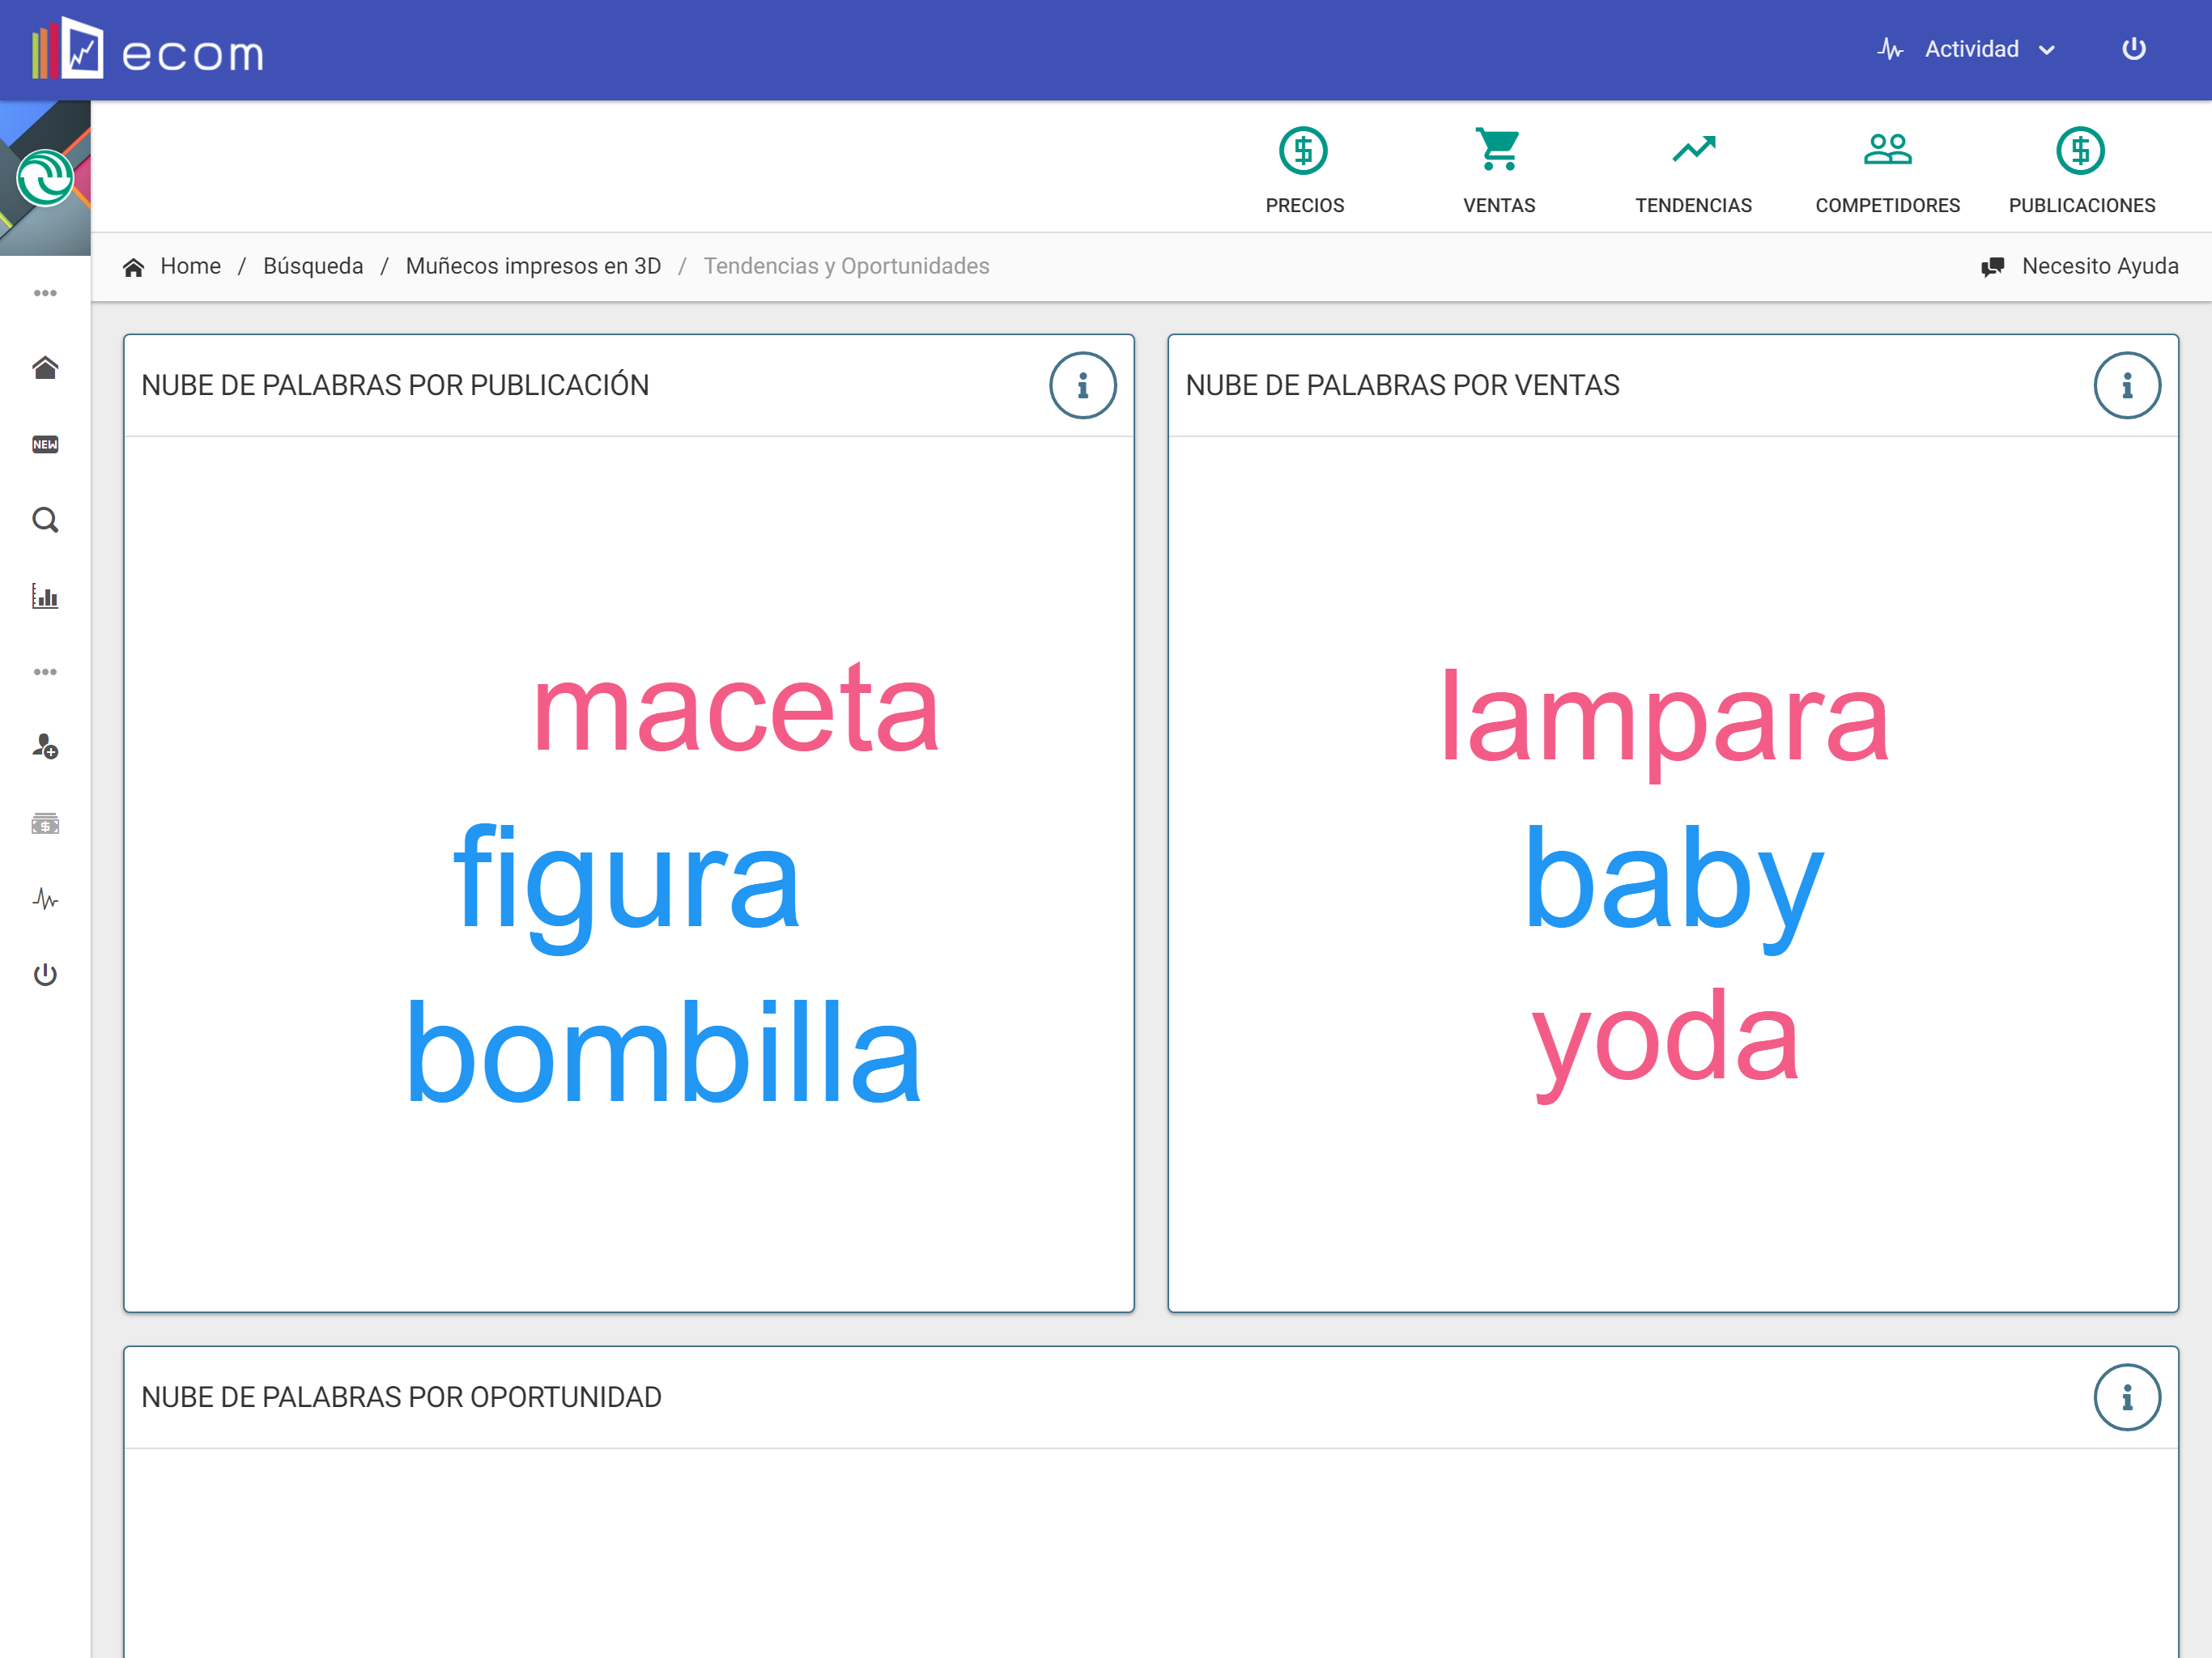 ecom
Actividad
PRECIOS
VENTAS
TENDENCIAS
COMPETIDORES
PUBLICACIONES
Home / Búsqueda / Muñecos impresos en 3D / Tendencias y Oportunidades
Necesito Ayuda
NEW
NUBE DE PALABRAS POR PUBLICACIÓN
maceta
figura
bombilla
NUBE DE PALABRAS POR VENTAS
lampara
baby
yoda
NUBE DE PALABRAS POR OPORTUNIDAD